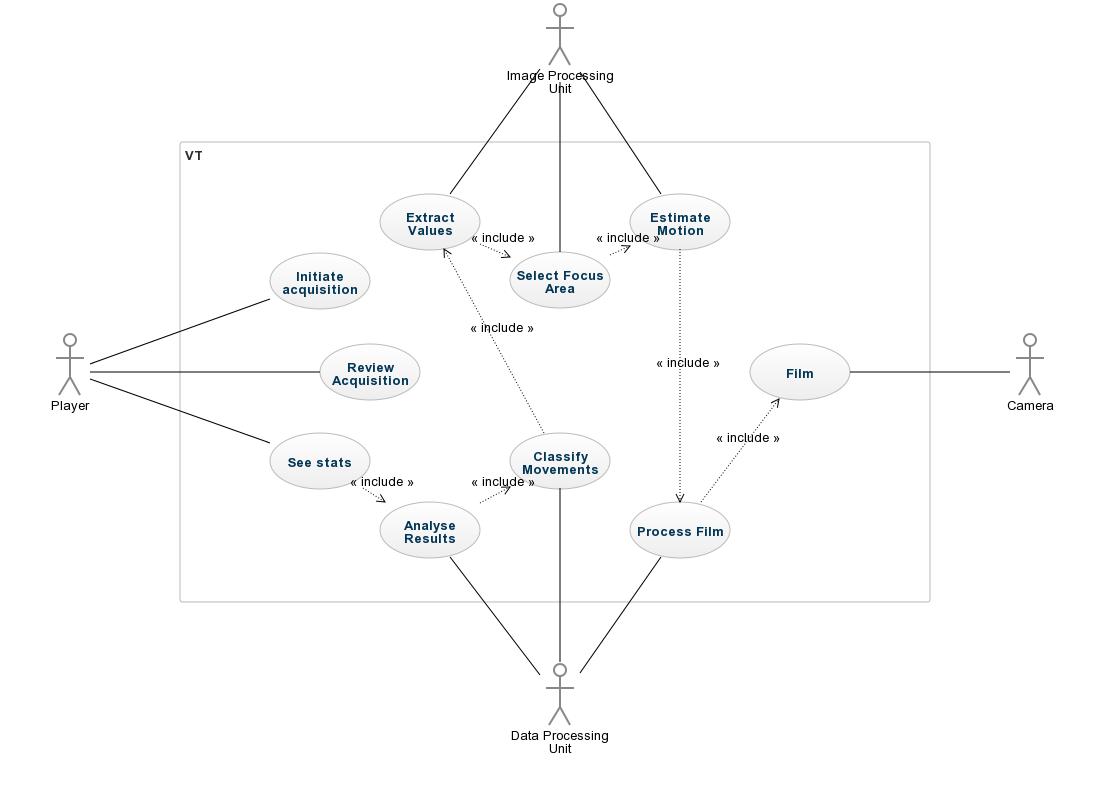 Image Processing
Unit
VT
Extract
Values
Estimate
Motion
« include »
« include »
Select Focus
Area
Initiate
acquisition
« include »
« include »
Review
Acquisition
Film
Player
Camera
« include »
See stats
Classify
Movements
« include »
« include »
Analyse
Results
Process Film
Data Processing
Unit